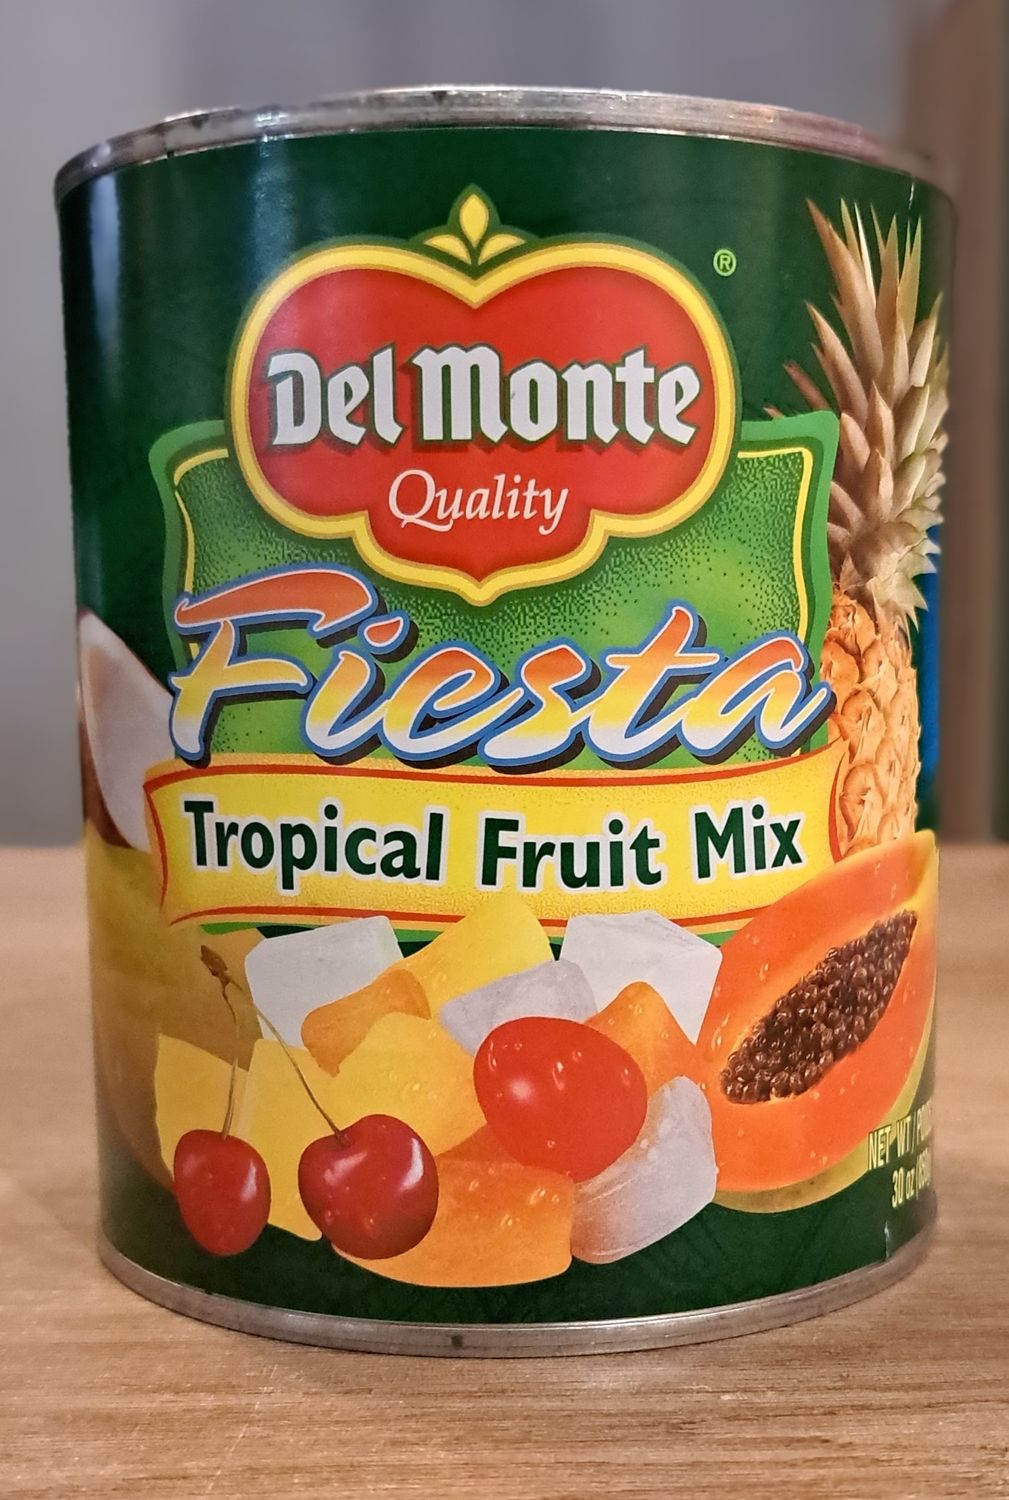 ®
Del Monte
Quality
Fiesta
Tropical Fruit Mix
NET WT/
30 oz